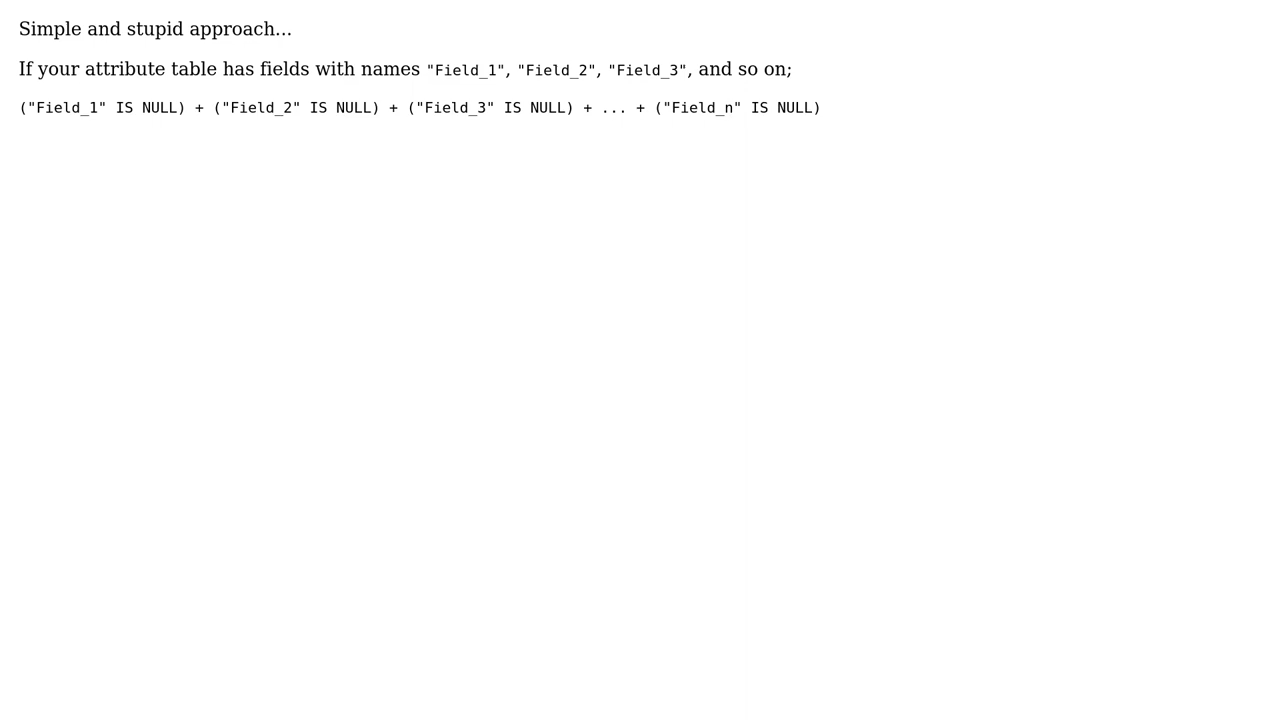 Simple and stupid approach...
If your attribute table has fields with names "Field_1", "Field_2", "Field_3", and so on;
("Field_1" IS NULL) + ("Field_2" IS NULL) + ("Field_3" IS NULL) + ... + ("Field_n" IS NULL)